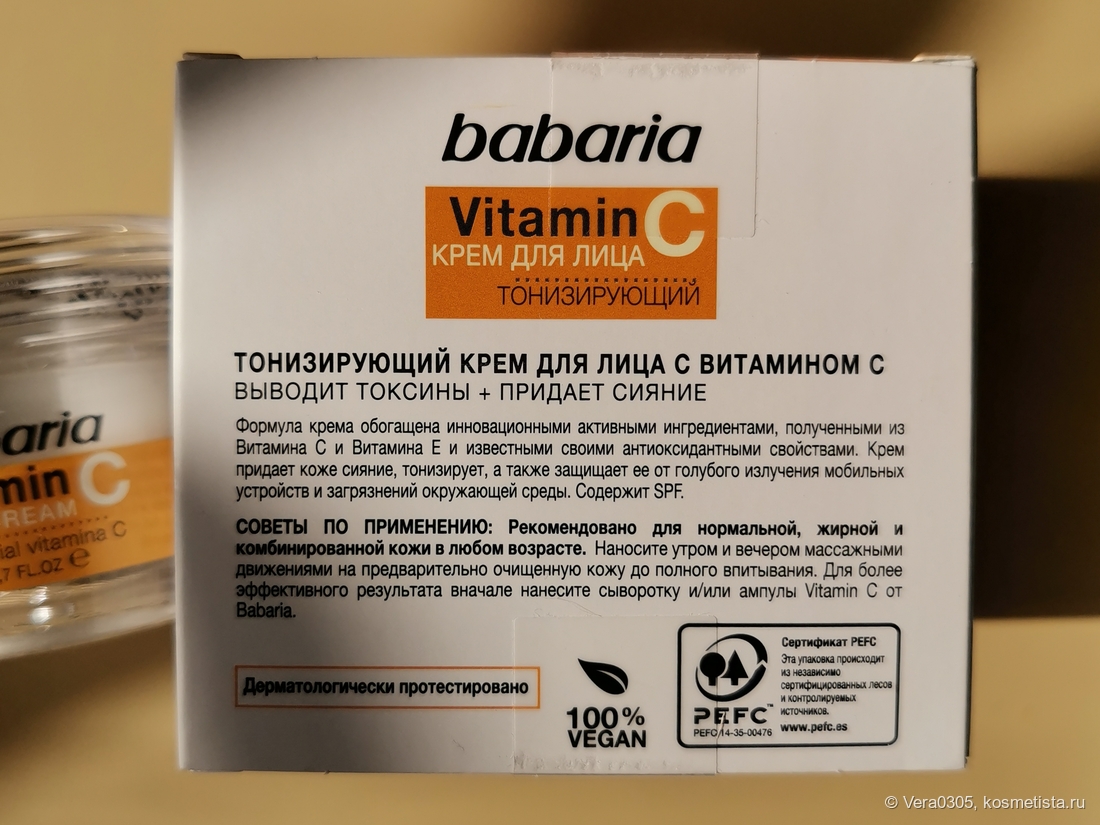 babaria
Vitamin C
КРЕМ ДЛЯ ЛИЦА
ТОНИЗИРУЮЩИЙ
ТОНИЗИРУЮЩИЙ КРЕМ ДЛЯ ЛИЦА С ВИТАМИНОМ С
ВЫВОДИТ ТОКСИНЫ + ПРИДАЕТ СИЯНИЕ
Формула крема обогащена инновационными активными ингредиентами, полученными из
Витамина С и Витамина Е и известными своими антиоксидантными свойствами. Крем
придает коже сияние, тонизирует, а также защищает ее от голубого излучения мобильных
устройств и загрязнений окружающей среды. Содержит SPF.
СОВЕТЫ ПО ПРИМЕНЕНИЮ: Рекомендовано для нормальной, жирной и
комбинированной кожи в любом возрасте. Наносите утром и вечером массажными
движениями на предварительно очищенную кожу до полного впитывания. Для более
эффективного результата вначале нанесите сыворотку и/или ампулы Vitamin C от
Babaria.
Дерматологически протестировано
100%
VEGAN
PEFC™
PEFC/14-35-00476
Сертификат PEFC
Эта упаковка происходит
из независимо
сертифицированных лесов
и контролируемых
источников.
www.pefc.es
aria
min C
REAM
ial vitamina C
,7 FL.OZ ℮
© Vera0305, kosmetista.ru